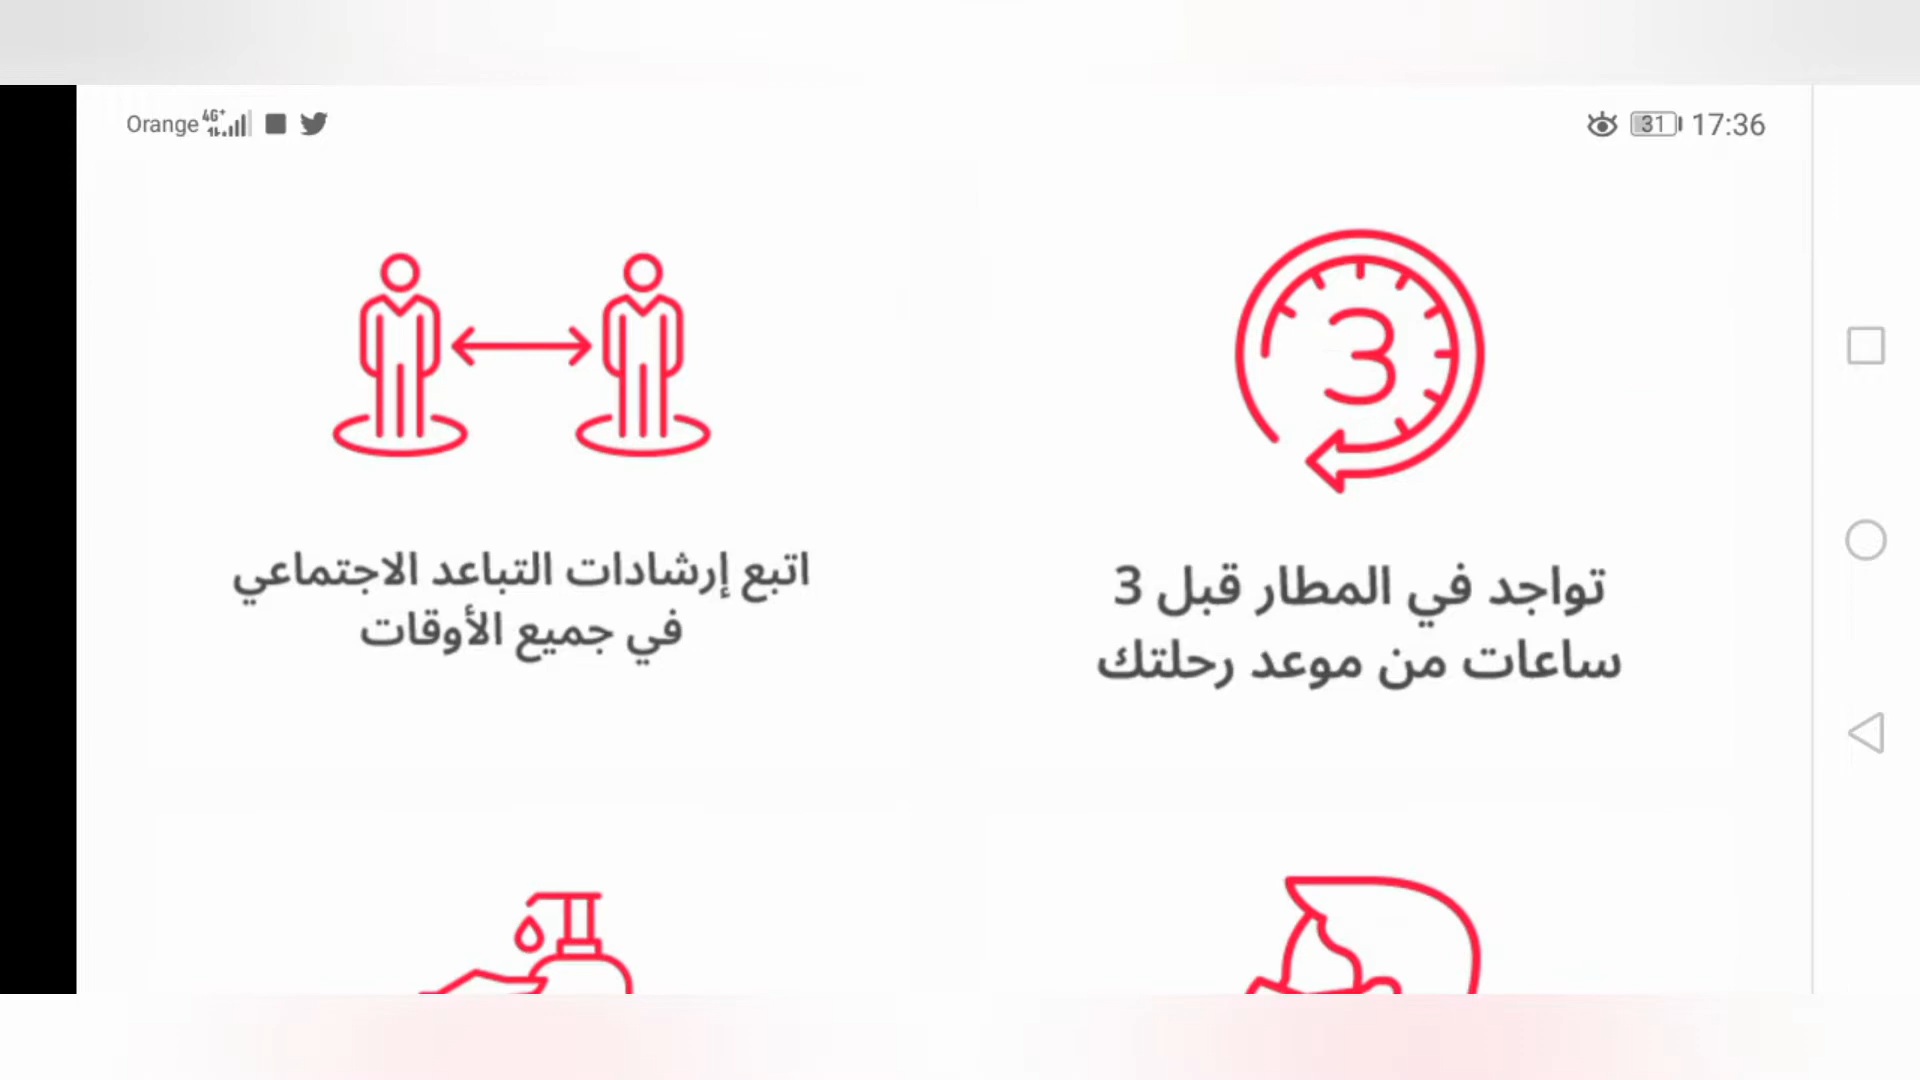 Orange 4G+
31 17:36
3
تواجد في المطار قبل 3
ساعات من موعد رحلتك
اتبع إرشادات التباعد الاجتماعي
في جميع الأوقات